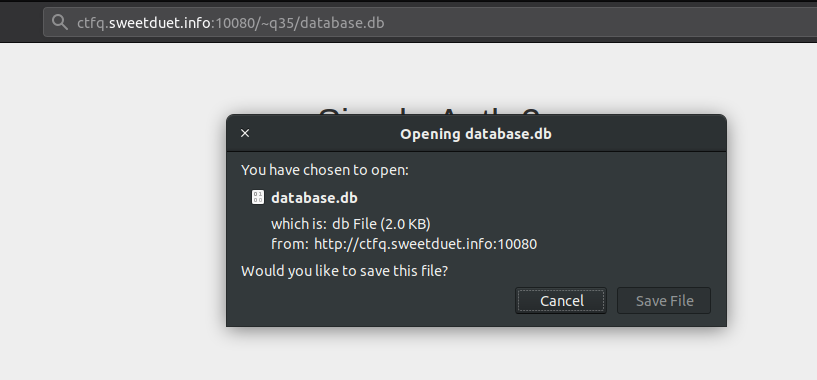 ctfq.sweetduet.info:10080/~q35/database.db
Opening database.db
You have chosen to open:
database.db
which is: db File (2.0 KB)
from: http://ctfq.sweetduet.info:10080
Would you like to save this file?
Cancel
Save File